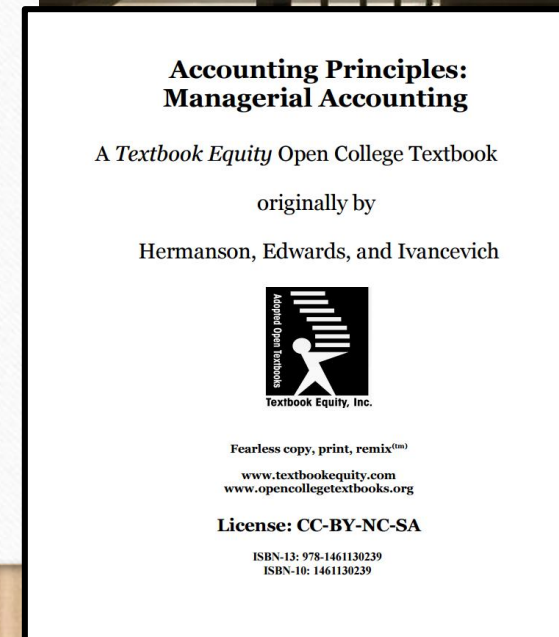 Accounting Principles:
Managerial Accounting
A Textbook Equity Open College Textbook
originally by
Hermanson, Edwards, and Ivancevich
Adopted Open Textbooks
Textbook Equity, Inc.
Fearless copy, print, remix(tm)
www.textbookequity.com
www.opencollegetextbooks.org
License: CC-BY-NC-SA
ISBN-13: 978-1461130239
ISBN-10: 1461130239